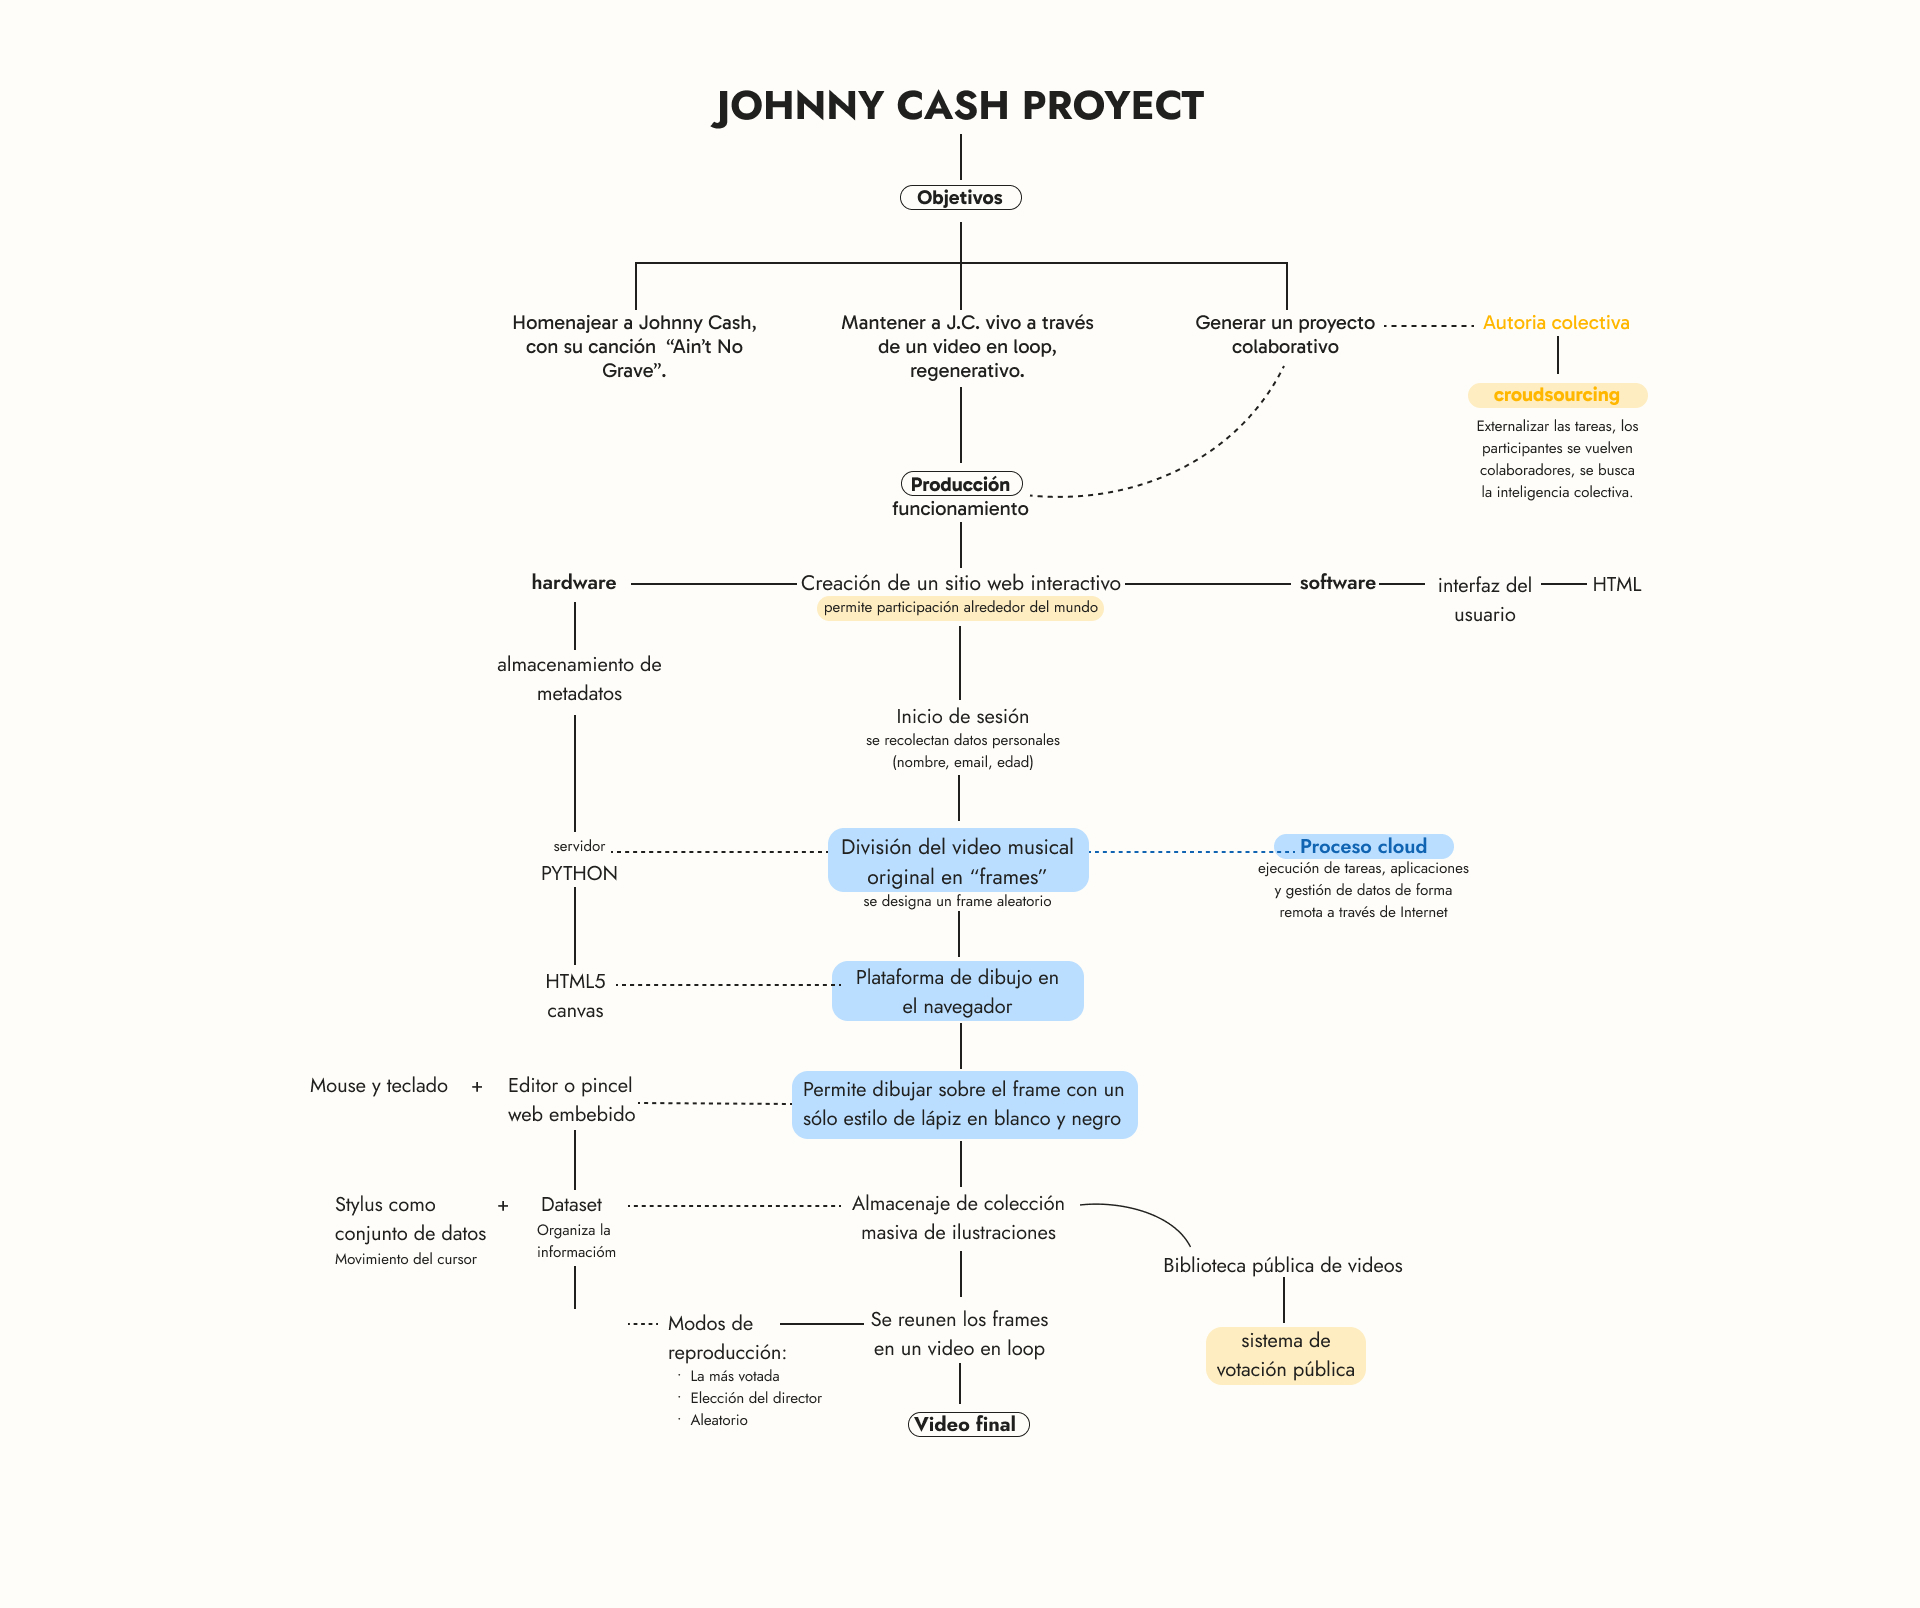 JOHNNY CASH PROYECT
Objetivos
Homenajear a Johnny Cash,
con su canción “Ain’t No
Grave”.
Mantener a J.C. vivo a través
de un video en loop,
regenerativo.
Generar un proyecto
colaborativo
Autoria colectiva
croudsourcing
Externalizar las tareas, los
participantes se vuelven
colaboradores, se busca
la inteligencia colectiva.
Producción
funcionamiento
hardware
Creación de un sitio web interactivo
permite participación alrededor del mundo
software
interfaz del
usuario
HTML
almacenamiento de
metadatos
Inicio de sesión
se recolectan datos personales
(nombre, email, edad)
servidor
PYTHON
División del video musical
original en “frames”
se designa un frame aleatorio
Proceso cloud
ejecución de tareas, aplicaciones
y gestión de datos de forma
remota a través de Internet
HTML5
canvas
Plataforma de dibujo en
el navegador
Mouse y teclado
+
Editor o pincel
web embebido
Permite dibujar sobre el frame con un
sólo estilo de lápiz en blanco y negro
Stylus como
conjunto de datos
Movimiento del cursor
+
Dataset
Organiza la
informacióm
Almacenaje de colección
masiva de ilustraciones
Biblioteca pública de videos
sistema de
votación pública
Modos de
reproducción:
· La más votada
· Elección del director
· Aleatorio
Se reunen los frames
en un video en loop
Video final